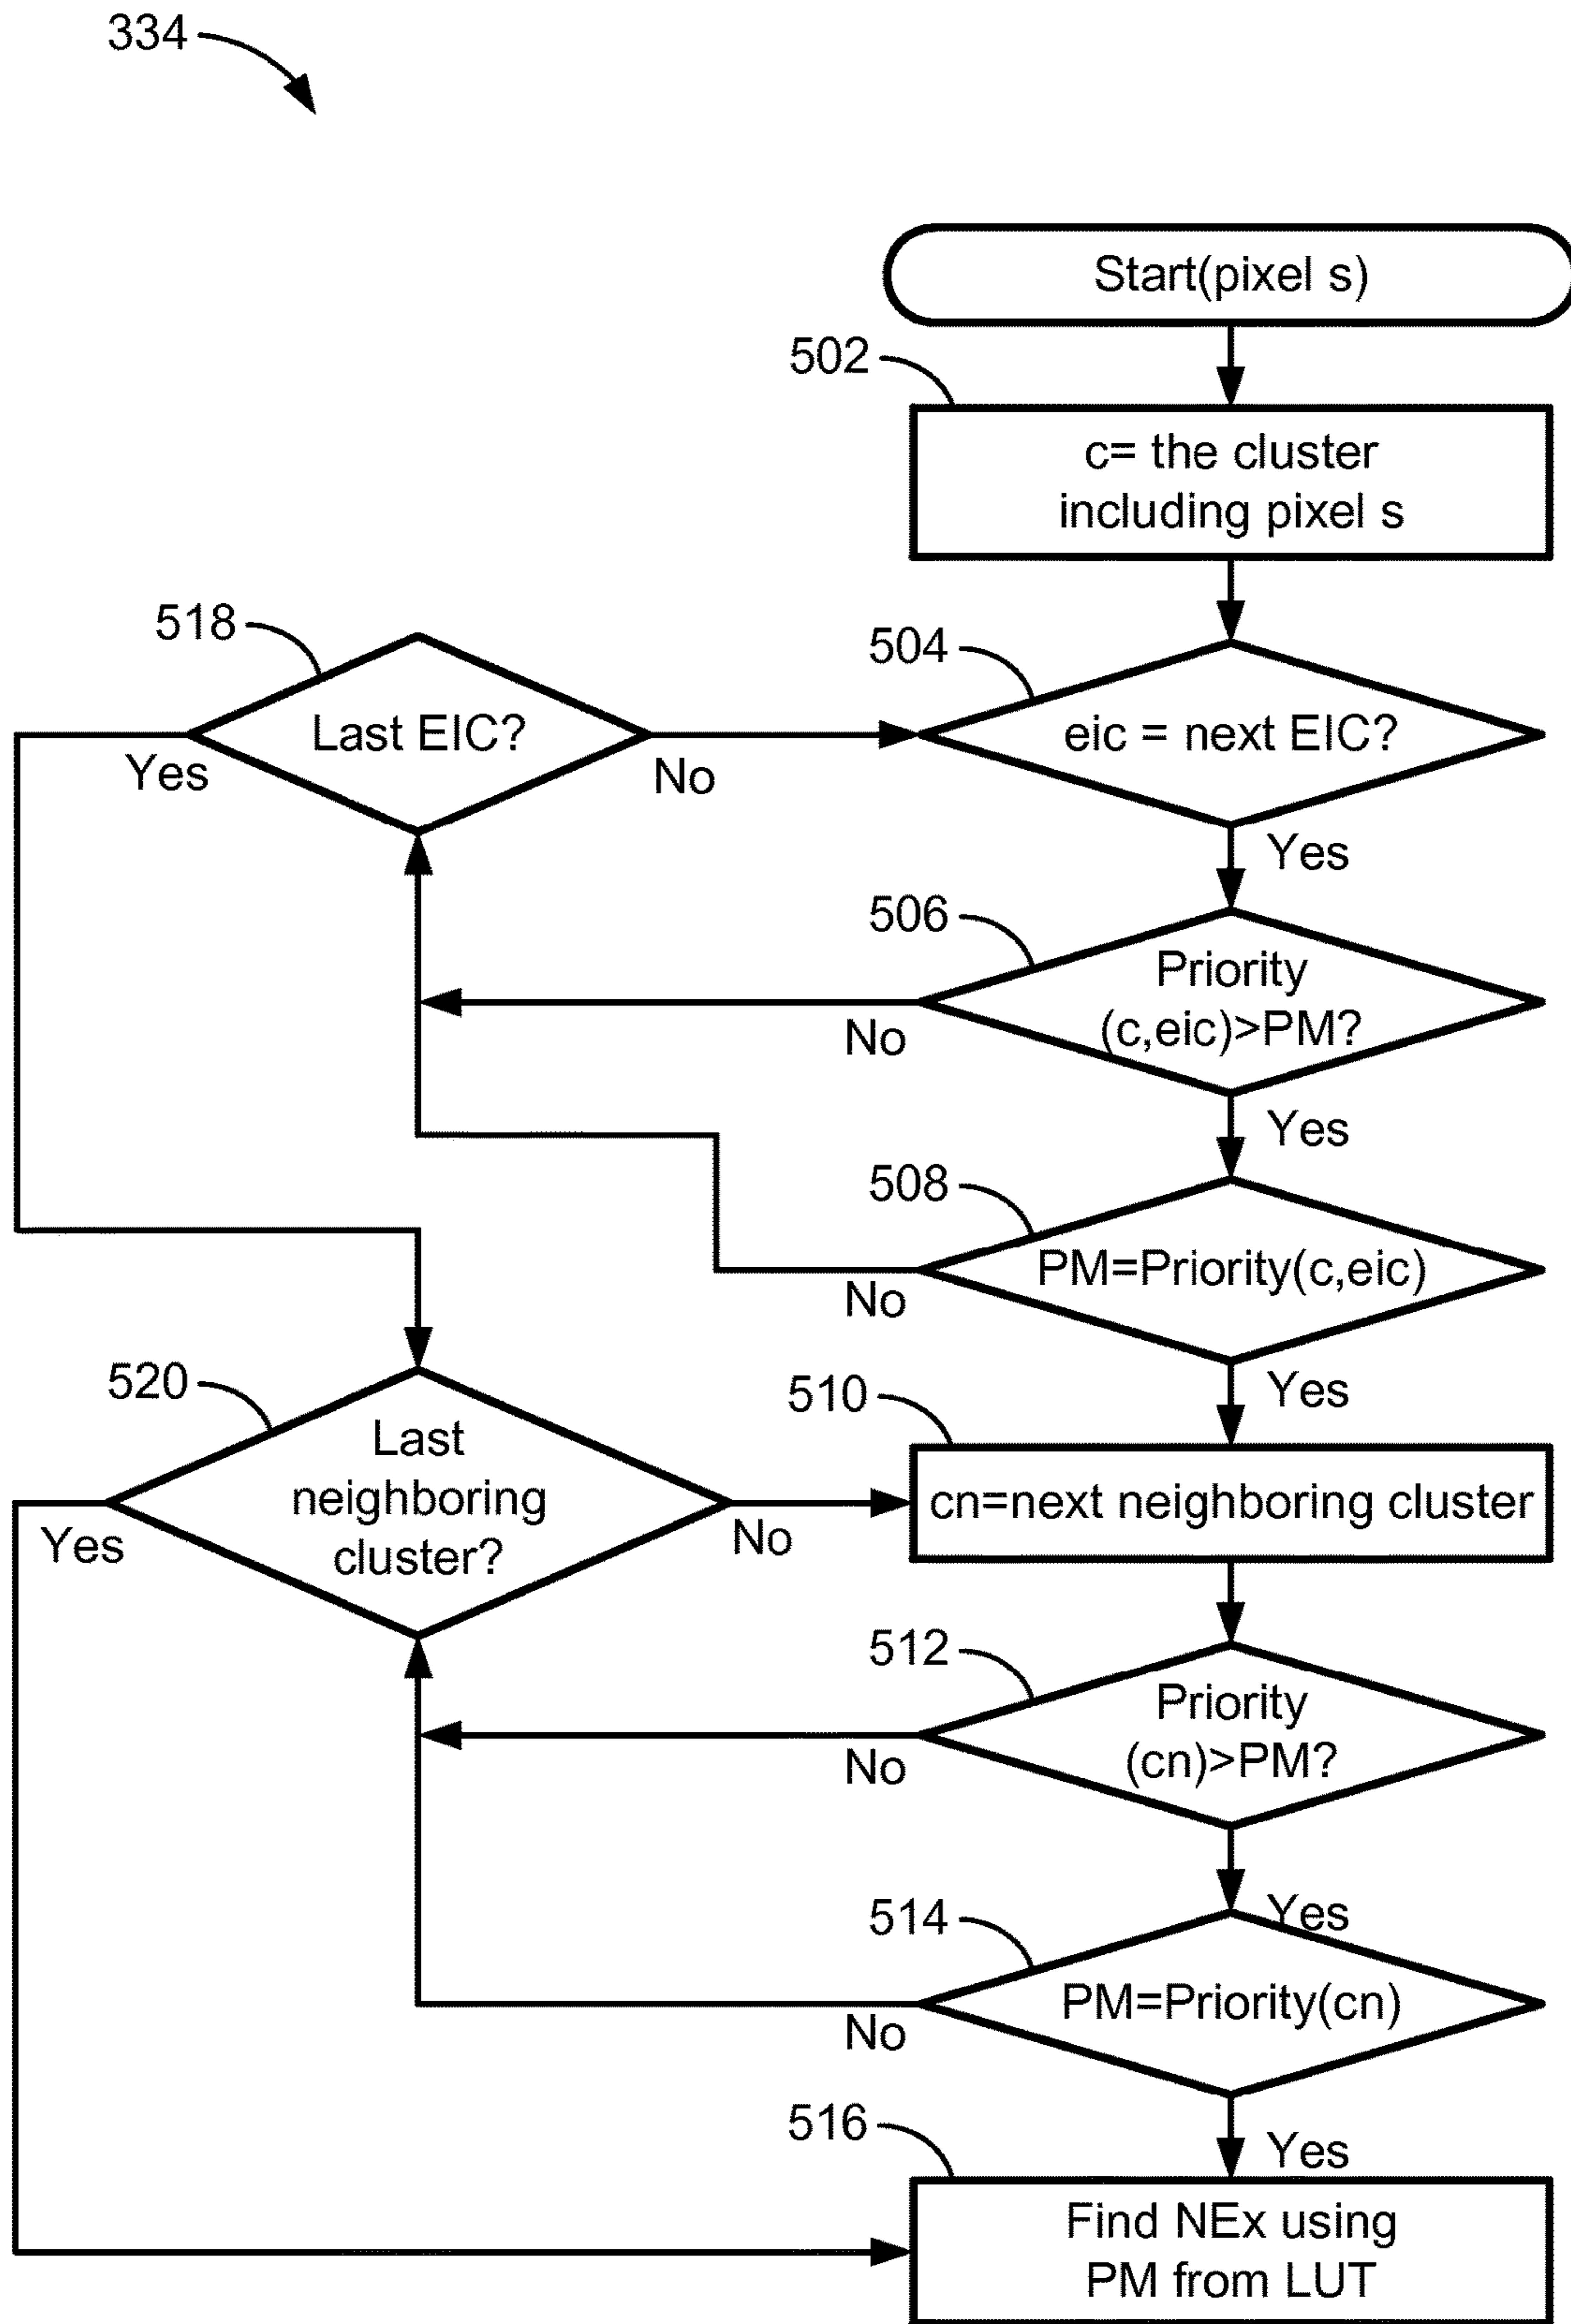 334
Start(pixel s)
502
c= the cluster
including pixel s
518
504
Last EIC?
eic = next EIC?
Yes
No
Yes
506
Priority
(c,eic)>PM?
No
Yes
508
PM=Priority(c,eic)
No
520
510
Yes
Last
neighboring
cluster?
cn=next neighboring cluster
Yes
No
512
Priority
(cn)>PM?
No
514
Yes
PM=Priority(cn)
No
516
Yes
Find NEx using
PM from LUT